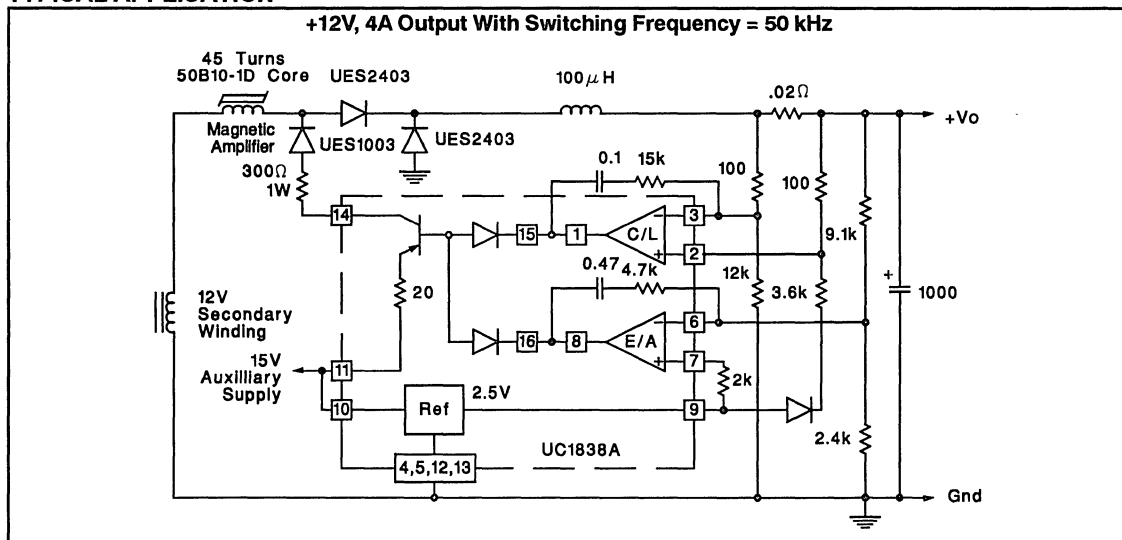 +12V, 4A Output With Switching Frequency = 50 kHz
45 Turns
50B10-1D Core
UES2403
100μH
.02Ω
+Vo
Magnetic
Amplifier
UES1003
UES2403
300Ω
1W
0.1
15k
100
100
14
15
1
C/L
3
2
9.1k
12k
3.6k
+
1000
20
0.47
4.7k
12V
Secondary
Winding
16
8
E/A
6
7
2k
15V
Auxilliary
Supply
11
10
Ref
2.5V
9
2.4k
UC1838A
4,5,12,13
Gnd